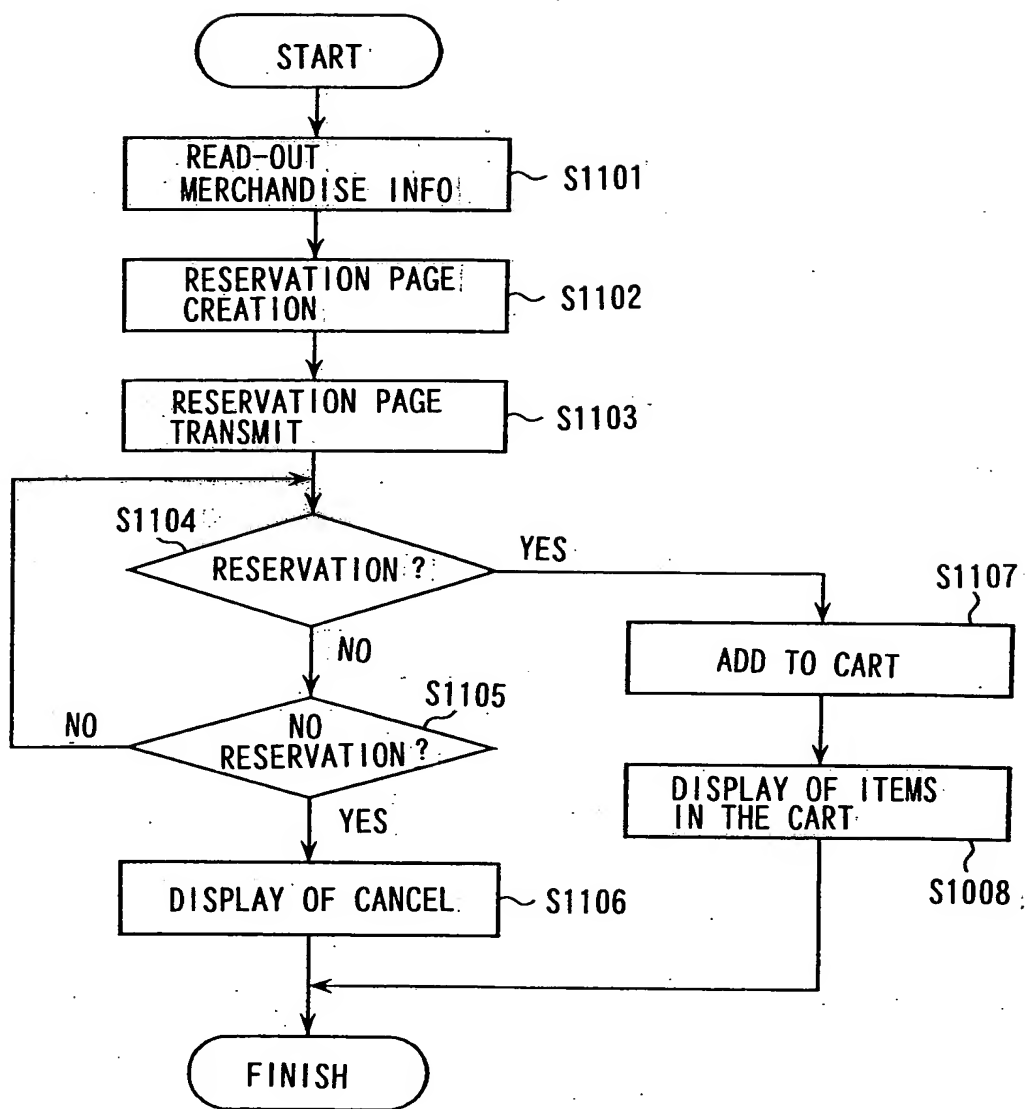 START
READ-OUT
MERCHANDISE INFO
S1101
RESERVATION PAGE
CREATION
S1102
RESERVATION PAGE
TRANSMIT
S1103
S1104
RESERVATION ?
YES
NO
S1107
ADD TO CART
S1105
NO
RESERVATION ?
NO
YES
DISPLAY OF ITEMS
IN THE CART
S1008
DISPLAY OF CANCEL
S1106
FINISH